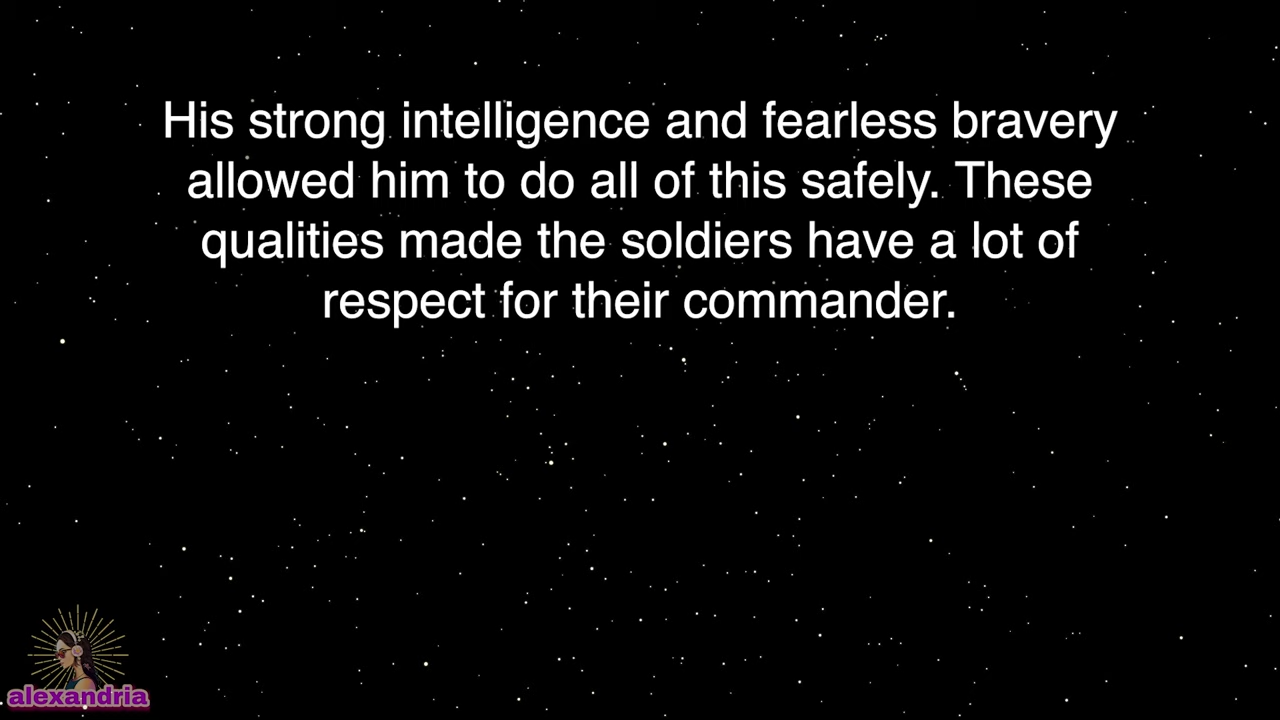 His strong intelligence and fearless bravery
allowed him to do all of this safely. These
qualities made the soldiers have a lot of
respect for their commander.
alexandria